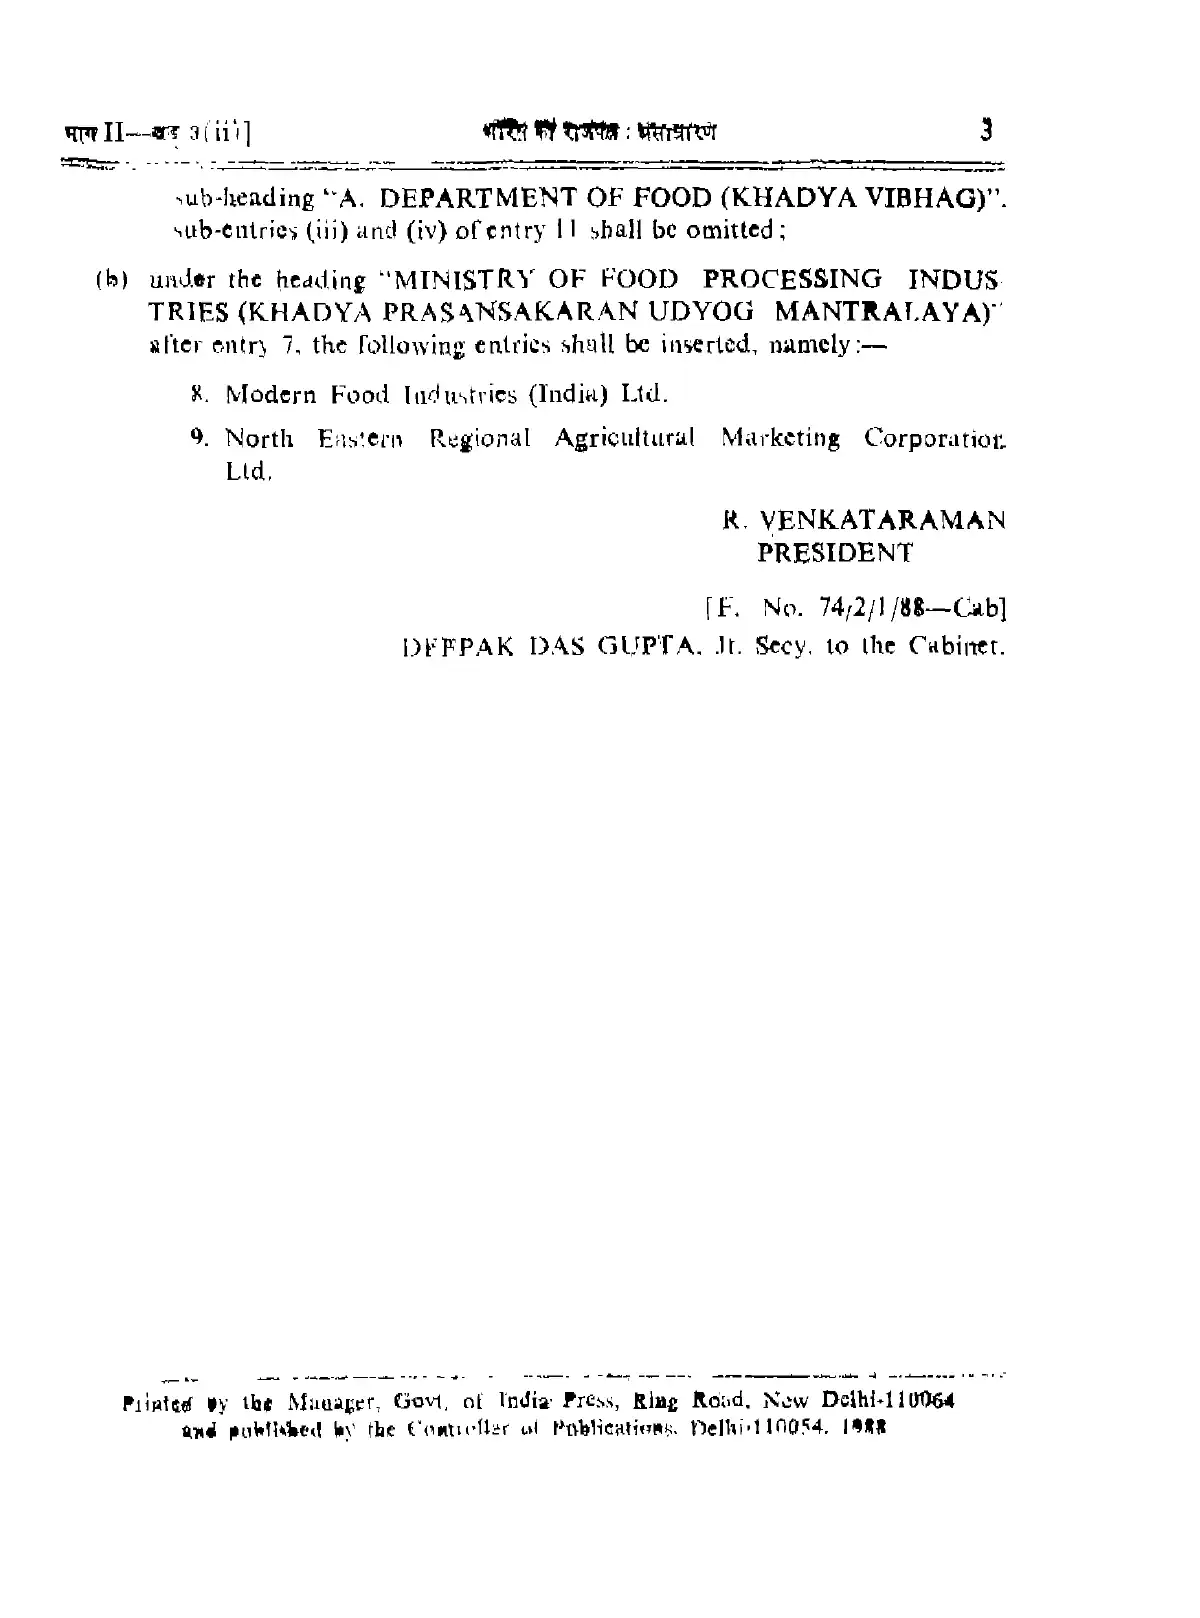 भाग II—खंड 3(ii)] भारत का राजपत्र : असाधारण 3
sub-heading "A. DEPARTMENT OF FOOD (KHADYA VIBHAG)".
sub-entries (iii) and (iv) of entry 11 shall be omitted ;
(b) under the heading "MINISTRY OF FOOD PROCESSING INDUS-
TRIES (KHADYA PRASANSAKARAN UDYOG MANTRALAYA)"
after entry 7, the following entries shall be inserted, namely :—
8. Modern Food Industries (India) Ltd.
9. North Eastern Regional Agricultural Marketing Corporation
Ltd.
R. VENKATARAMAN
PRESIDENT
[F. No. 74/2/1/88—Cab]
DEEPAK DAS GUPTA, Jt. Secy. to the Cabinet.
Printed by the Manager, Govt. of India Press, Ring Road, New Delhi-110064
and published by the Controller of Publications, Delhi-110054, 1988